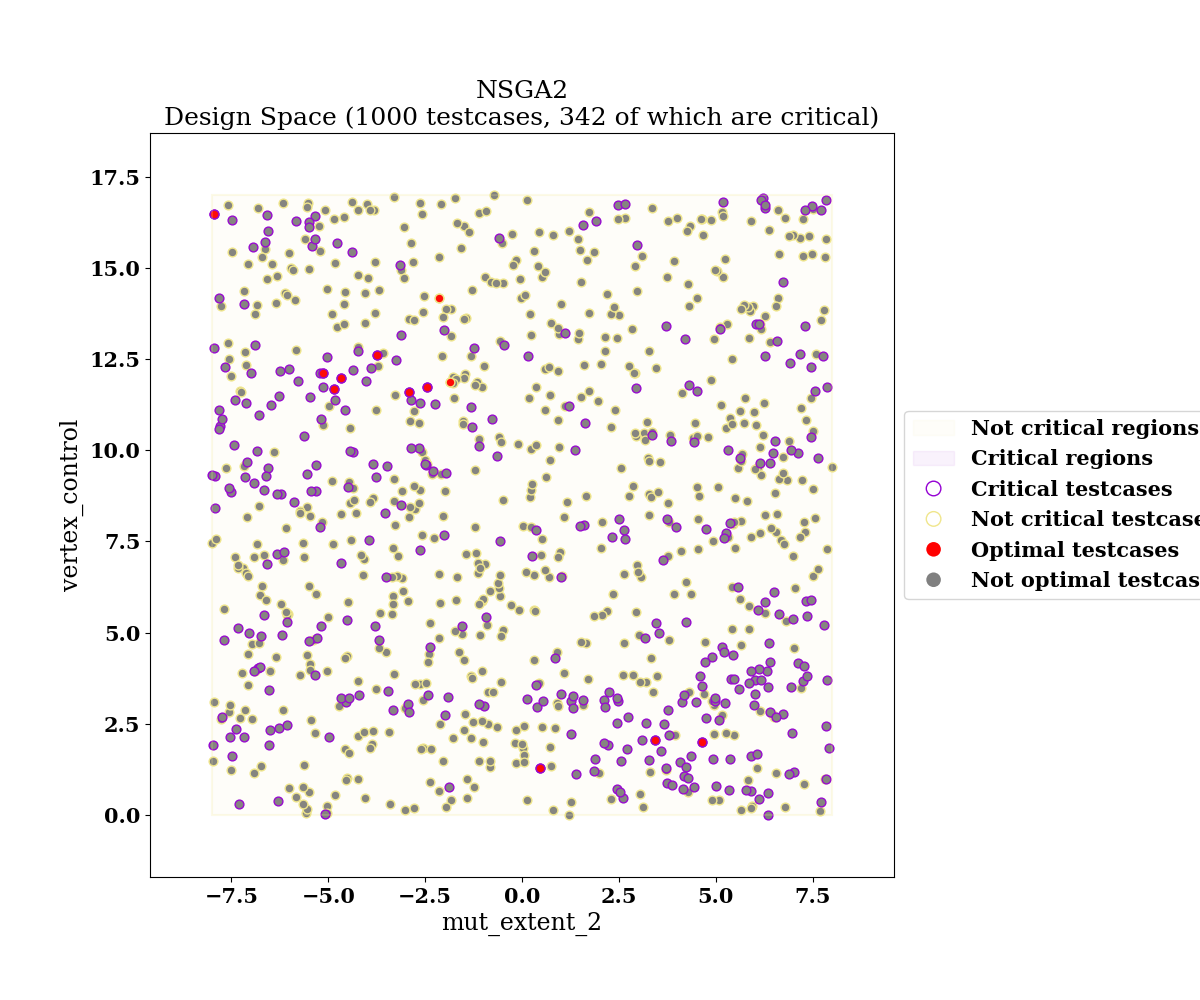 NSGA2
Design Space (1000 testcases, 342 of which are critical)
17.5
15.0
12.5
10.0
7.5
5.0
2.5
0.0
vertex_control
−7.5
−5.0
−2.5
0.0
2.5
5.0
7.5
mut_extent_2
Not critical regions
Critical regions
Critical testcases
Not critical testcase
Optimal testcases
Not optimal testcas